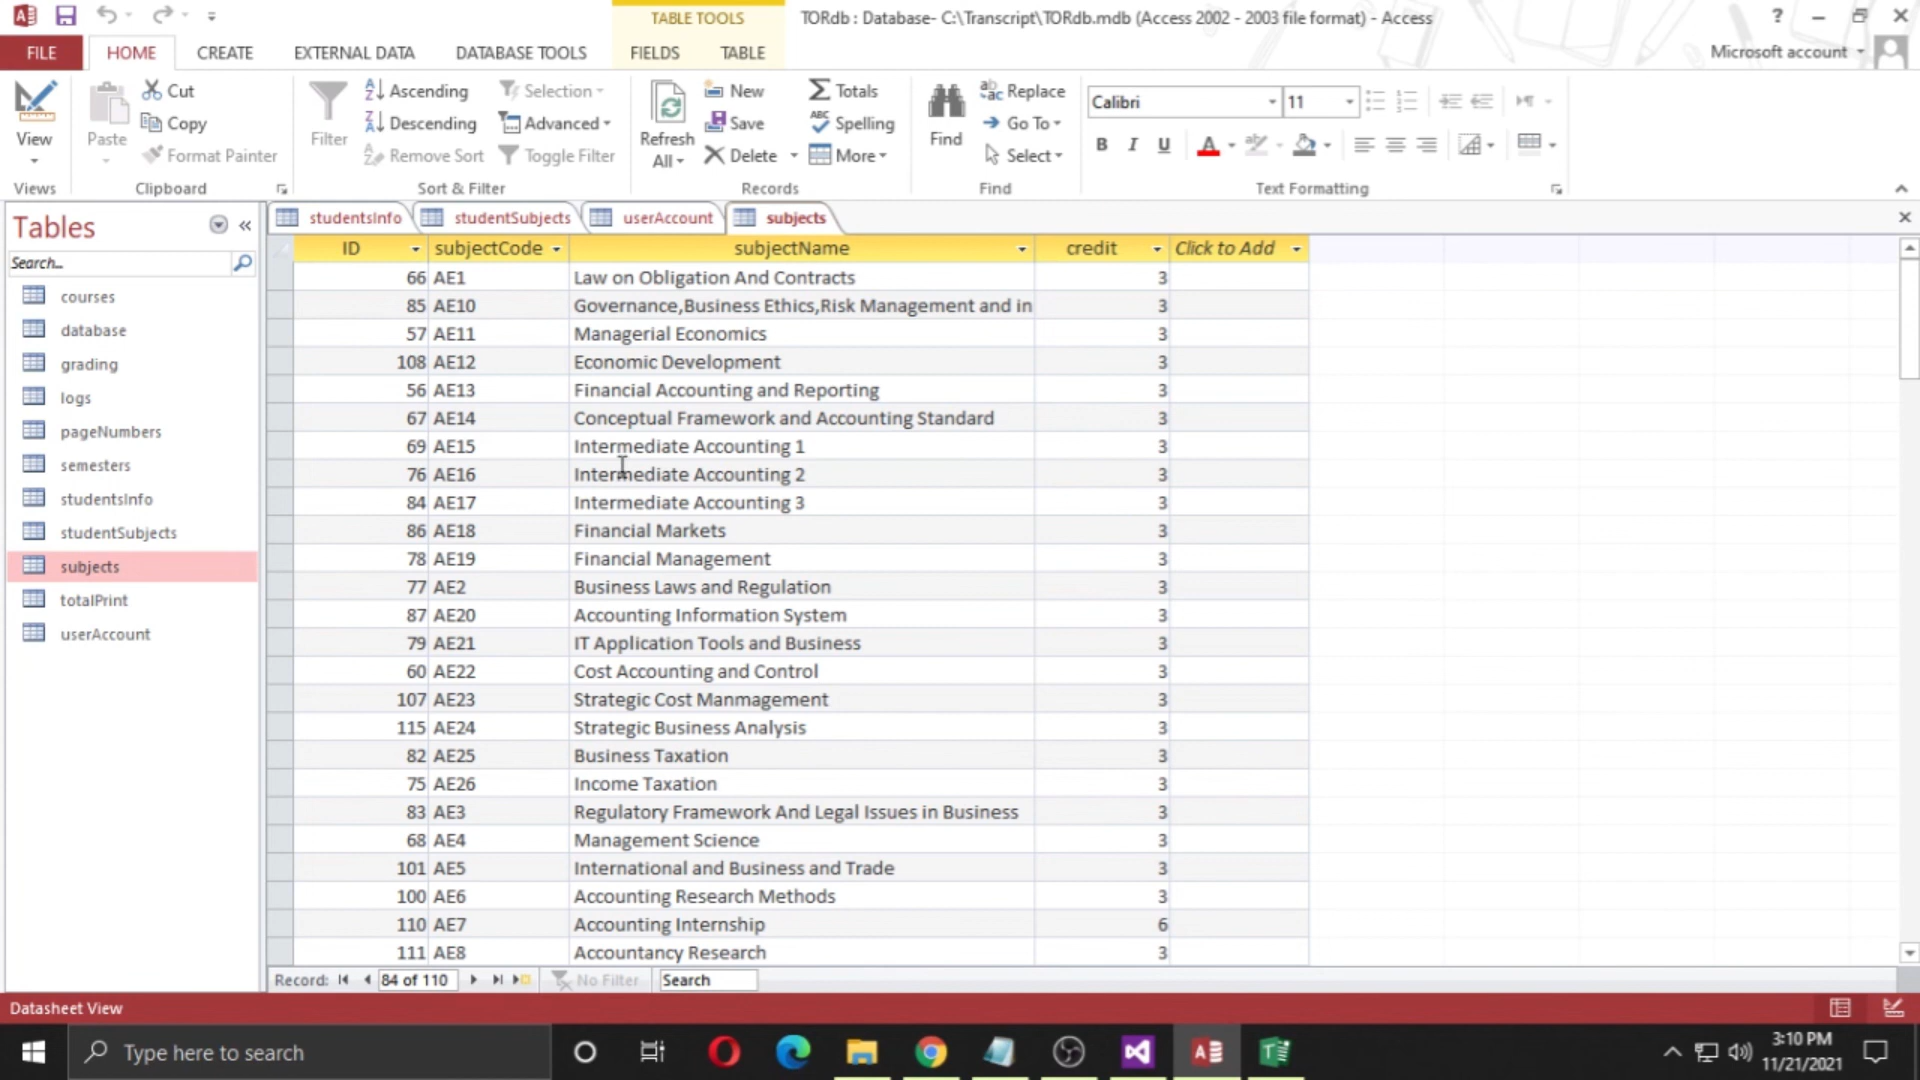 TABLE TOOLS
TORdb : Database- C:\Transcript\TORdb.mdb (Access 2002 - 2003 file format) - Access
?
FILE HOME CREATE EXTERNAL DATA DATABASE TOOLS FIELDS TABLE Microsoft account
View
Views
Paste
Cut
Copy
Format Painter
Clipboard
Filter
Ascending
Descending
Remove Sort
Selection
Advanced
Toggle Filter
Sort & Filter
Refresh
All
New
Save
Delete
Totals
Spelling
More
Records
Find
Replace
Go To
Select
Find
Calibri 11
B I U A
Text Formatting
Tables
Search...
courses
database
grading
logs
pageNumbers
semesters
studentsInfo
studentSubjects
subjects
totalPrint
userAccount
studentsInfo studentSubjects userAccount subjects
ID subjectCode subjectName credit Click to Add
66 AE1 Law on Obligation And Contracts 3
85 AE10 Governance,Business Ethics,Risk Management and in 3
57 AE11 Managerial Economics 3
108 AE12 Economic Development 3
56 AE13 Financial Accounting and Reporting 3
67 AE14 Conceptual Framework and Accounting Standard 3
69 AE15 Intermediate Accounting 1 3
76 AE16 Intermediate Accounting 2 3
84 AE17 Intermediate Accounting 3 3
86 AE18 Financial Markets 3
78 AE19 Financial Management 3
77 AE2 Business Laws and Regulation 3
87 AE20 Accounting Information System 3
79 AE21 IT Application Tools and Business 3
60 AE22 Cost Accounting and Control 3
107 AE23 Strategic Cost Manmagement 3
115 AE24 Strategic Business Analysis 3
82 AE25 Business Taxation 3
75 AE26 Income Taxation 3
83 AE3 Regulatory Framework And Legal Issues in Business 3
68 AE4 Management Science 3
101 AE5 International and Business and Trade 3
100 AE6 Accounting Research Methods 3
110 AE7 Accounting Internship 6
111 AE8 Accountancy Research 3
Record: 84 of 110 No Filter Search
Datasheet View
Type here to search
3:10 PM
11/21/2021